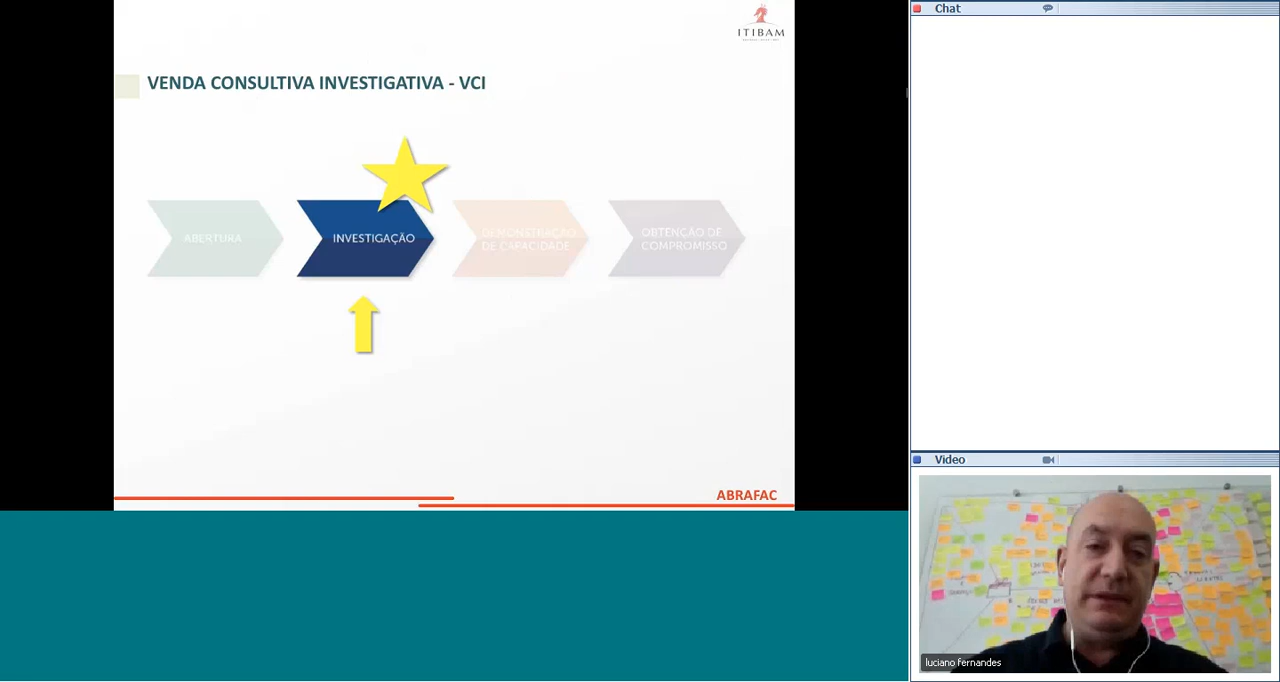 ITIBAM
VENDA CONSULTIVA INVESTIGATIVA - VCI
ABERTURA
INVESTIGAÇÃO
DEMONSTRAÇÃO
DE CAPACIDADE
OBTENÇÃO DE
COMPROMISSO
ABRAFAC
Chat
Video
luciano fernandes